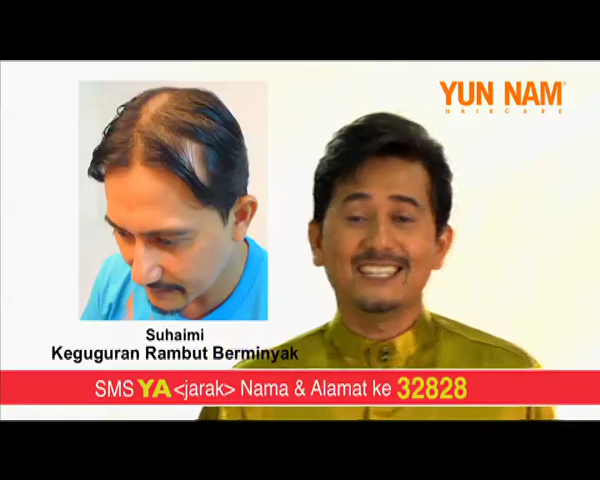 YUN NAM
HAIRCARE
Suhaimi
Keguguran Rambut Berminyak
SMS YA <jarak> Nama & Alamat ke 32828